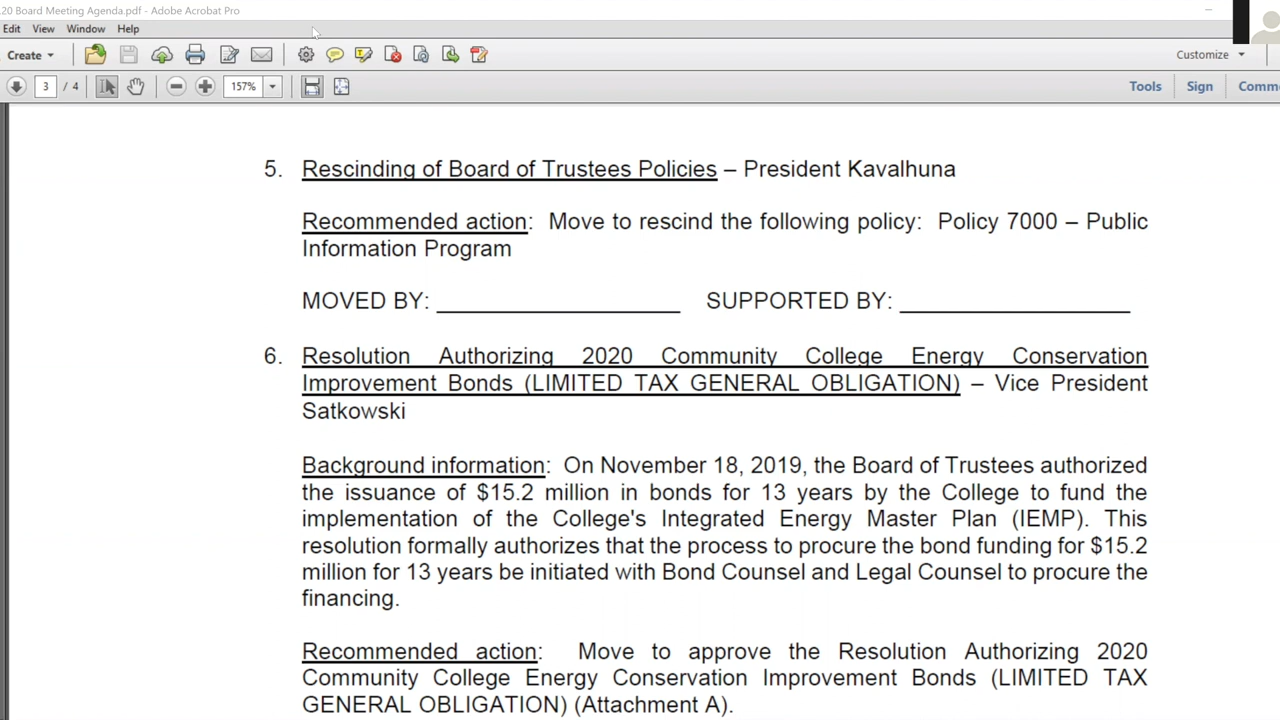 .20 Board Meeting Agenda.pdf - Adobe Acrobat Pro
Edit View Window Help
Create Customize
3 / 4 157% Tools Sign Comme
5. Rescinding of Board of Trustees Policies – President Kavalhuna
Recommended action: Move to rescind the following policy: Policy 7000 – Public
Information Program
MOVED BY: ____________________ SUPPORTED BY: ___________________
6. Resolution Authorizing 2020 Community College Energy Conservation
Improvement Bonds (LIMITED TAX GENERAL OBLIGATION) – Vice President
Satkowski
Background information: On November 18, 2019, the Board of Trustees authorized
the issuance of $15.2 million in bonds for 13 years by the College to fund the
implementation of the College's Integrated Energy Master Plan (IEMP). This
resolution formally authorizes that the process to procure the bond funding for $15.2
million for 13 years be initiated with Bond Counsel and Legal Counsel to procure the
financing.
Recommended action: Move to approve the Resolution Authorizing 2020
Community College Energy Conservation Improvement Bonds (LIMITED TAX
GENERAL OBLIGATION) (Attachment A).